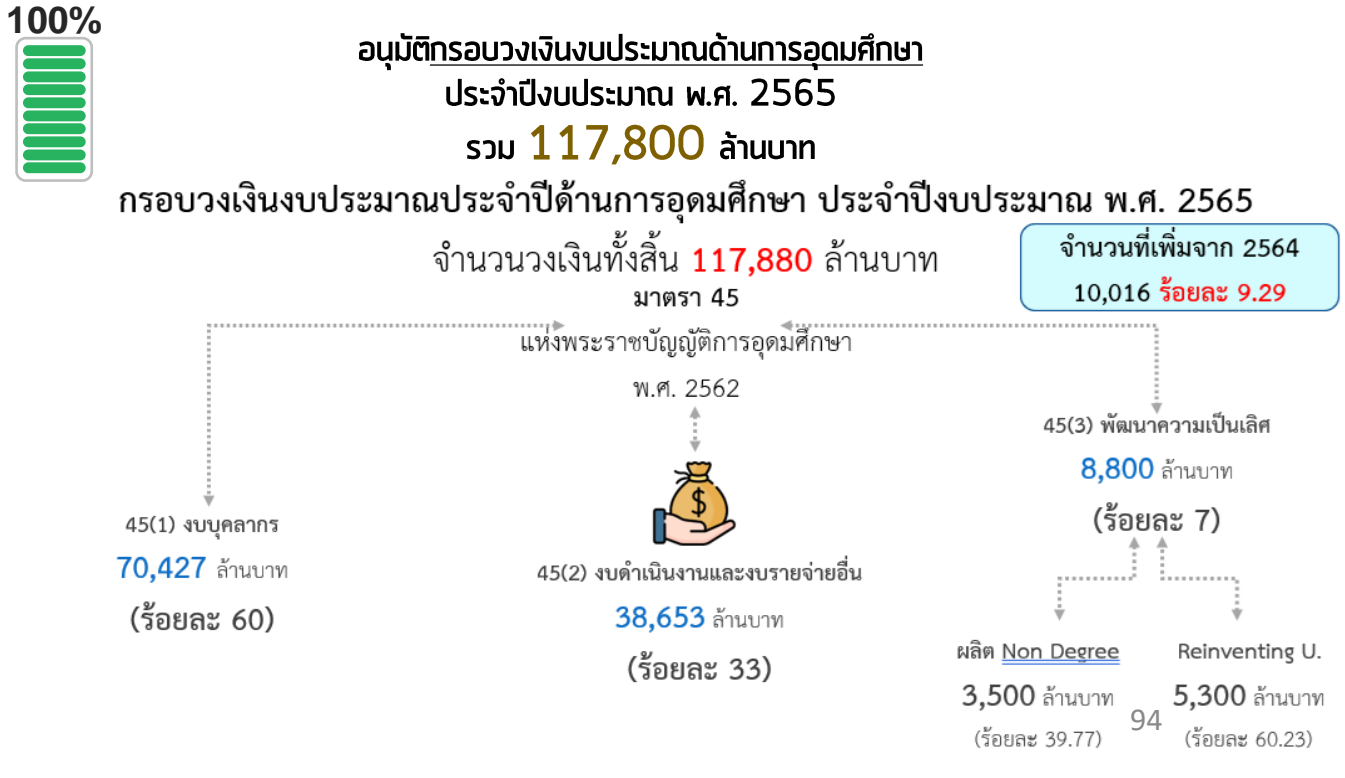 100%
อนุมัติกรอบวงเงินงบประมาณด้านการอุดมศึกษา
ประจำปีงบประมาณ พ.ศ. 2565
รวม 117,800 ล้านบาท
กรอบวงเงินงบประมาณประจำปีด้านการอุดมศึกษา ประจำปีงบประมาณ พ.ศ. 2565
จำนวนวงเงินทั้งสิ้น 117,880 ล้านบาท
จำนวนที่เพิ่มจาก 2564
10,016 ร้อยละ 9.29
มาตรา 45
แห่งพระราชบัญญัติการอุดมศึกษา
พ.ศ. 2562
45(1) งบบุคลากร
70,427 ล้านบาท
(ร้อยละ 60)
$
45(2) งบดำเนินงานและงบรายจ่ายอื่น
38,653 ล้านบาท
(ร้อยละ 33)
45(3) พัฒนาความเป็นเลิศ
8,800 ล้านบาท
(ร้อยละ 7)
ผลิต Non Degree
3,500 ล้านบาท
(ร้อยละ 39.77)
Reinventing U.
5,300 ล้านบาท
(ร้อยละ 60.23)
94